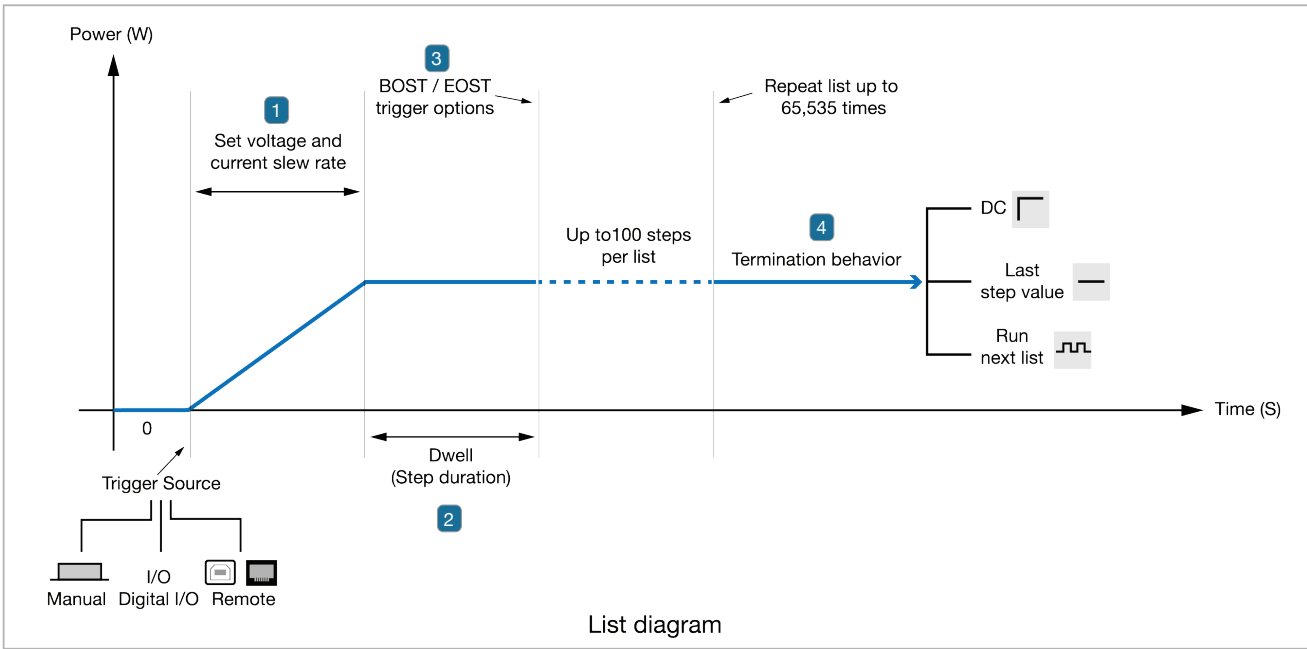 Power (W)
3
BOST / EOST
trigger options
Repeat list up to
65,535 times
1
Set voltage and
current slew rate
4
DC
Up to100 steps
per list
Termination behavior
Last
step value
Run
next list
0
Time (S)
Dwell
(Step duration)
2
Trigger Source
I/O
Manual
Digital I/O
Remote
List diagram